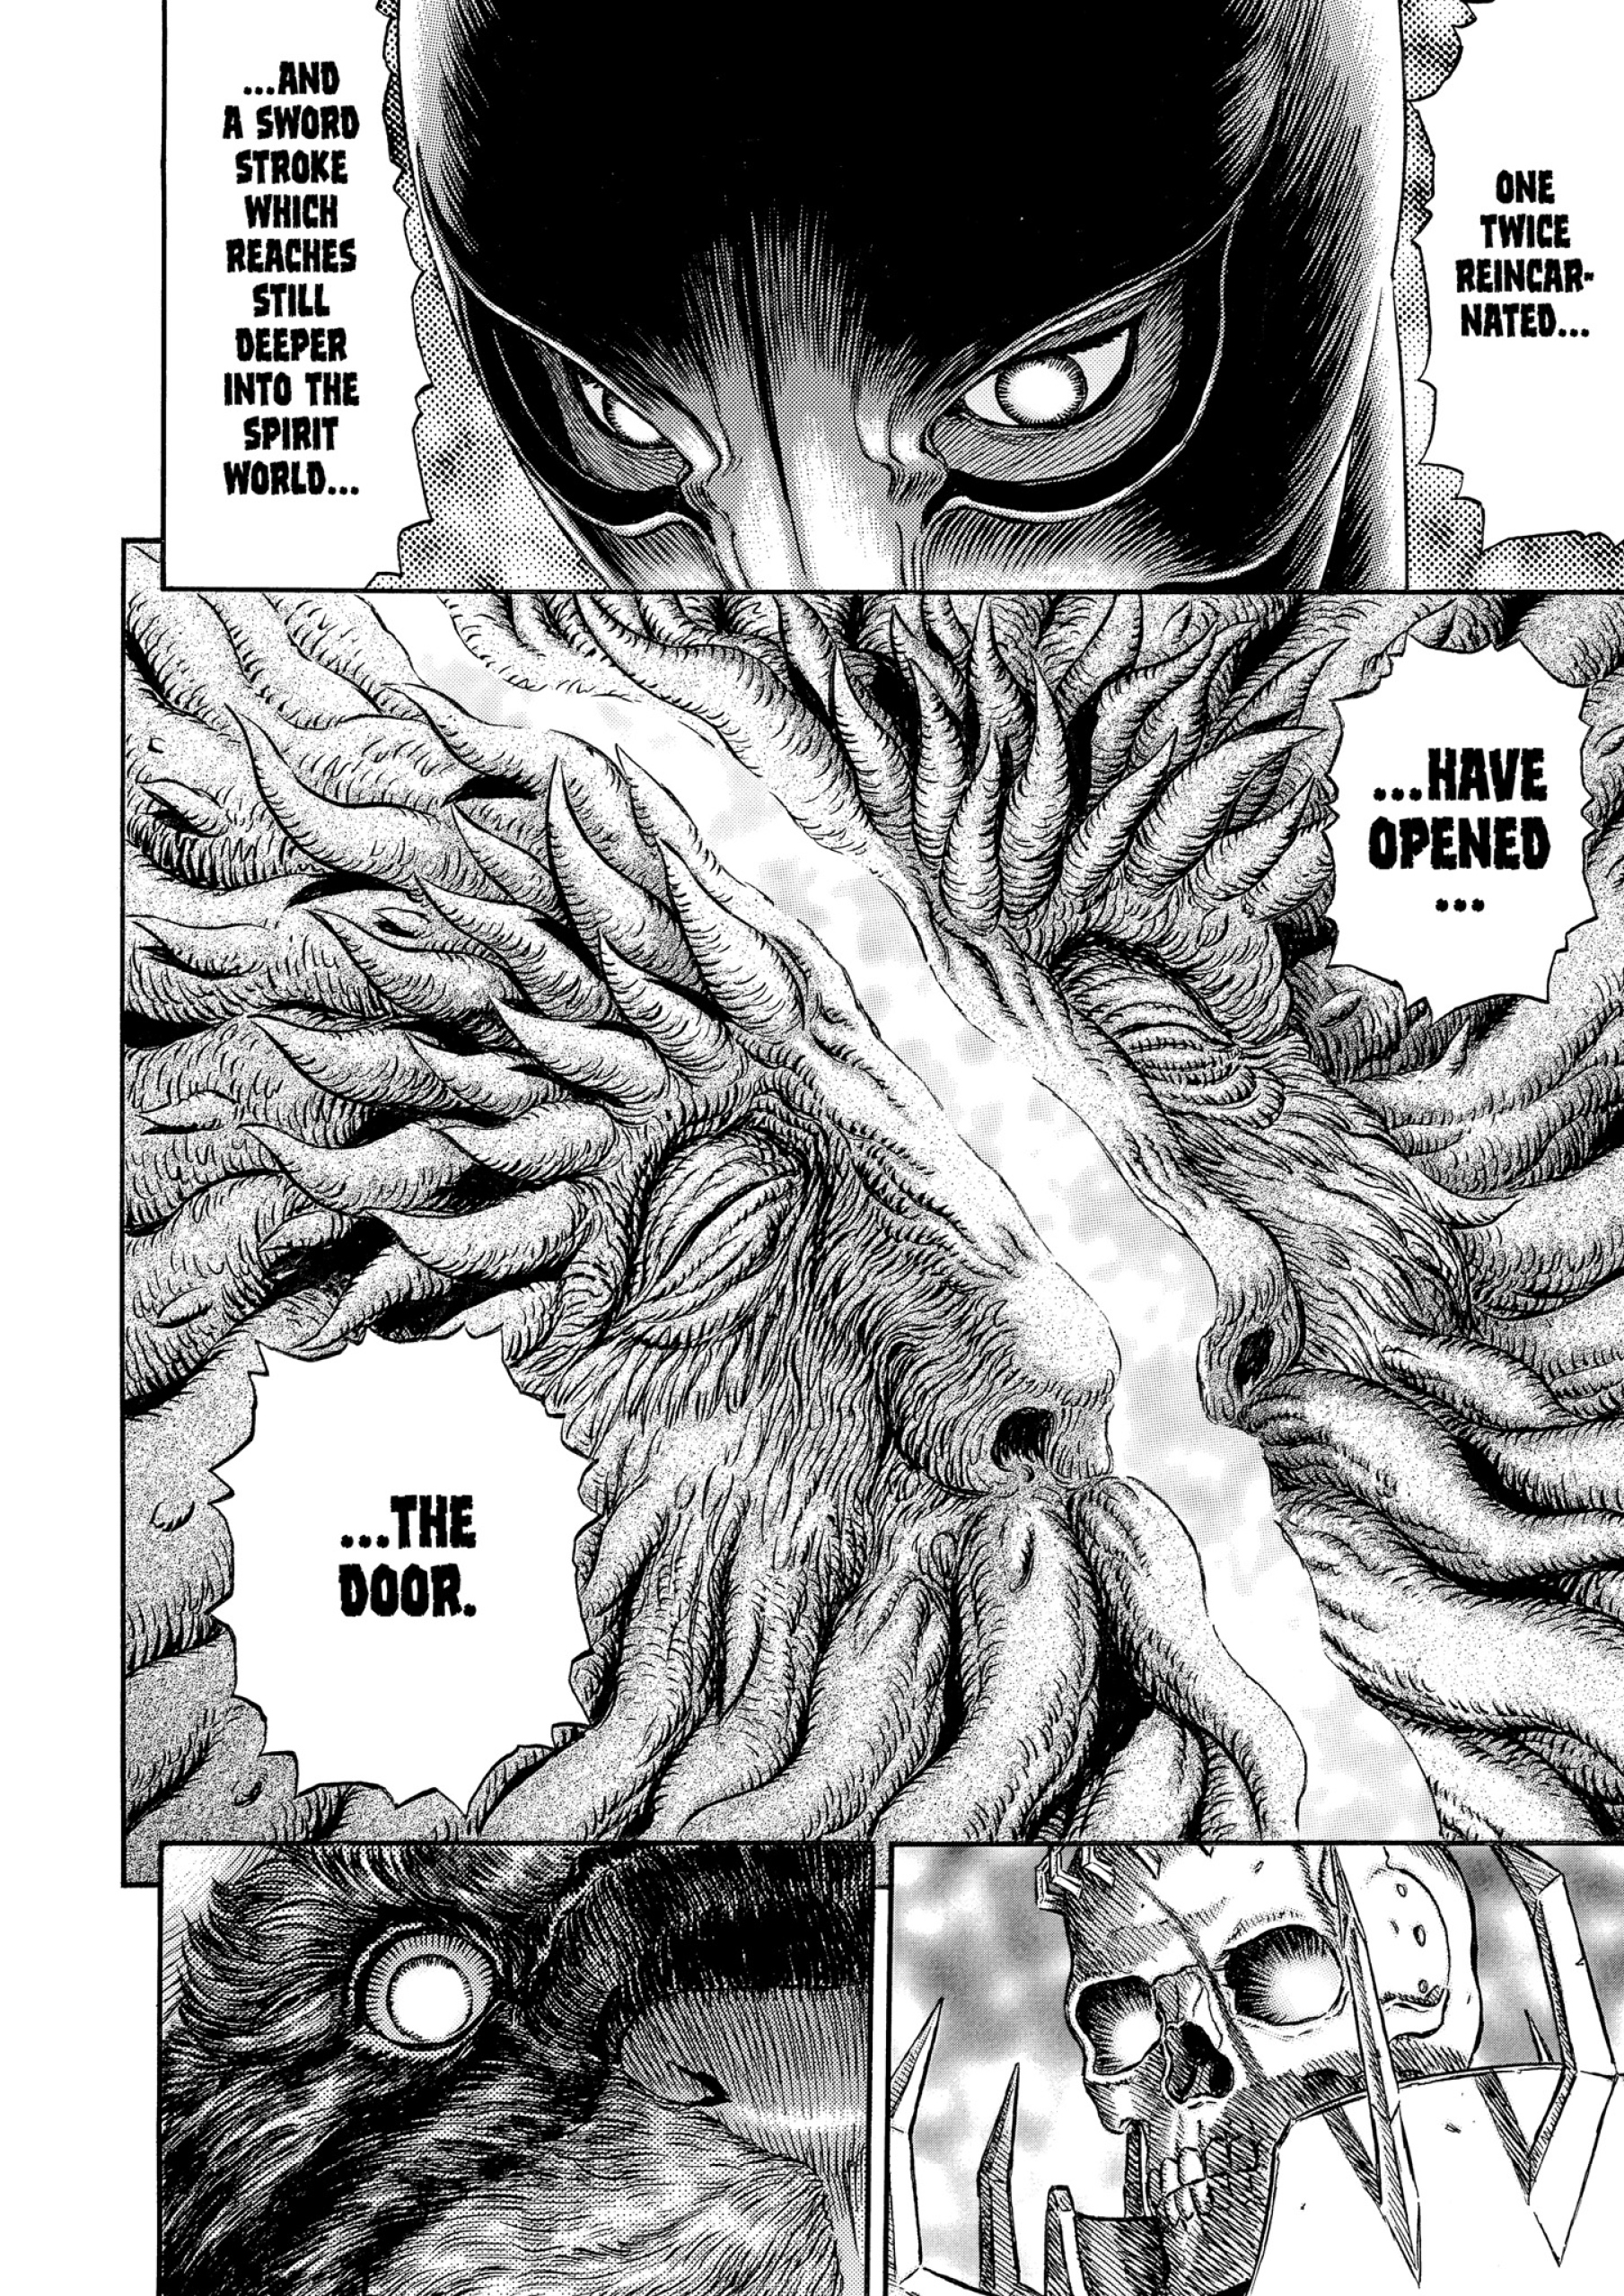 ONE
TWICE
REINCAR-
NATED...
...AND
A SWORD
STROKE
WHICH
REACHES
STILL
DEEPER
INTO THE
SPIRIT
WORLD...
...HAVE
OPENED
...
...THE
DOOR.